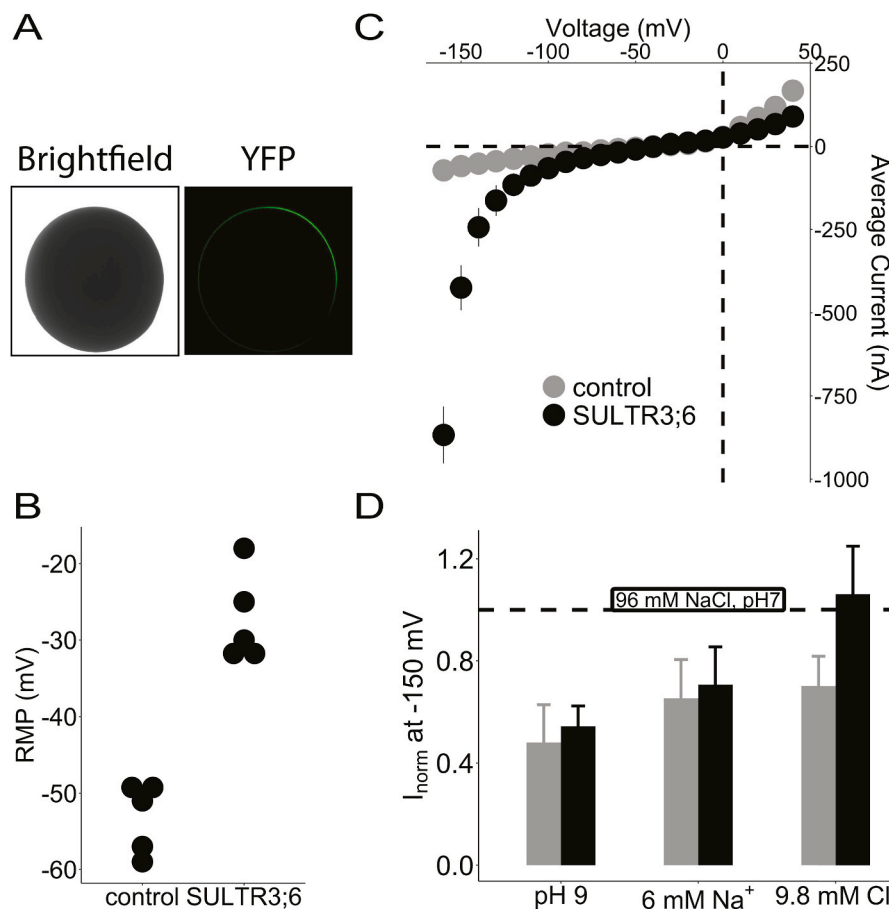 A
Brightfield
YFP
B
RMP (mV)
-20
-30
-40
-50
-60
control SULTR3;6
C
Voltage (mV)
-150 -100 -50 0 50
250
0
-250
-500
-750
-1000
Average Current (nA)
control
SULTR3;6
D
I_norm at -150 mV
1.2
0.8
0.4
0.0
96 mM NaCl, pH7
pH 9
6 mM Na⁺
9.8 mM Cl